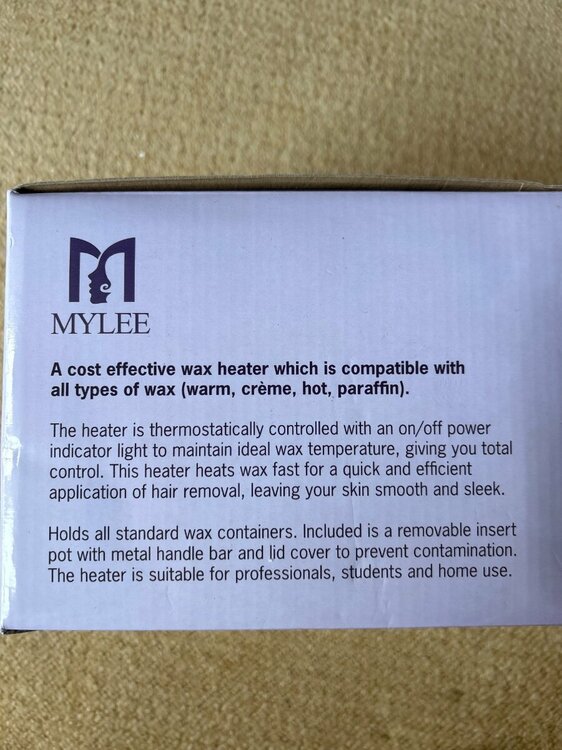 MYLEE
A cost effective wax heater which is compatible with
all types of wax (warm, crème, hot, paraffin).
The heater is thermostatically controlled with an on/off power
indicator light to maintain ideal wax temperature, giving you total
control. This heater heats wax fast for a quick and efficient
application of hair removal, leaving your skin smooth and sleek.
Holds all standard wax containers. Included is a removable insert
pot with metal handle bar and lid cover to prevent contamination.
The heater is suitable for professionals, students and home use.